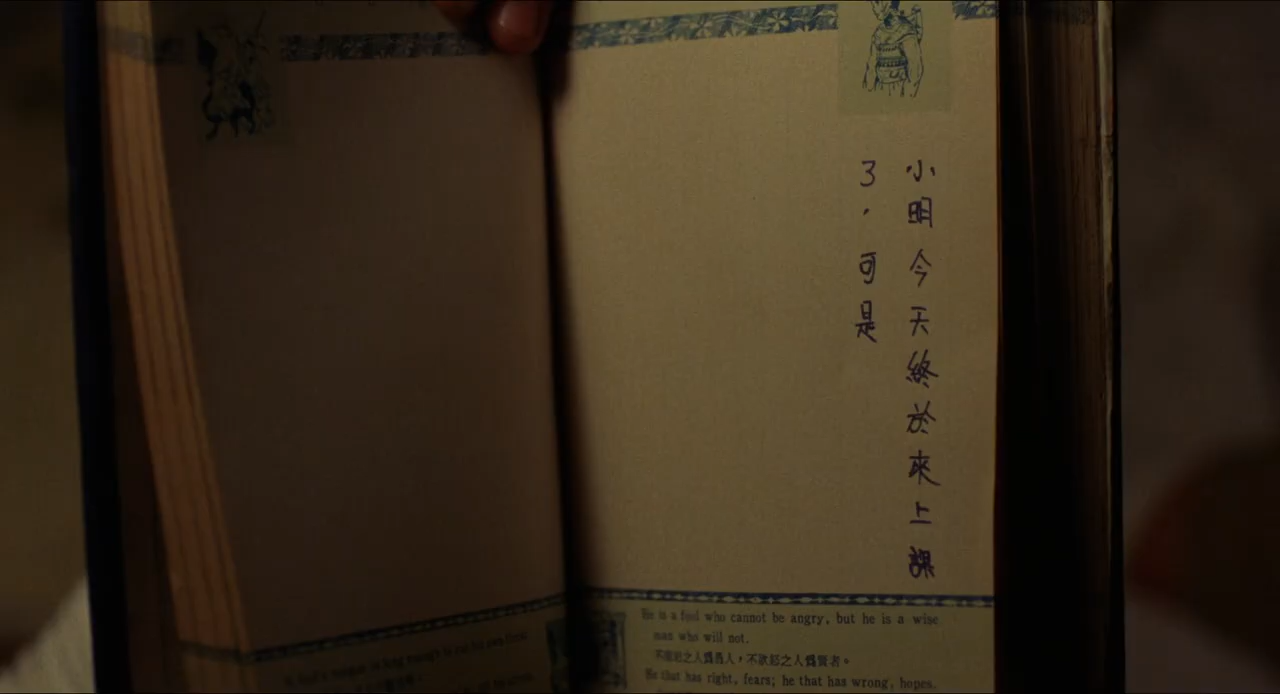 小明今天終於來上課
了，可是
He is a fool who cannot be angry, but he is a wise
man who will not.
不能怒之人爲愚人，不欲怒之人爲賢者。
He that has right, fears; he that has wrong, hopes.